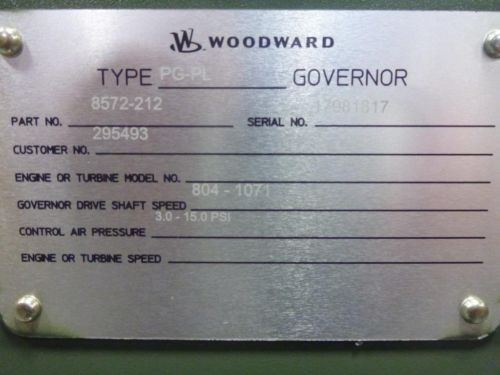 W WOODWARD
TYPE PG-PL GOVERNOR
8572-212 17981817
PART NO. SERIAL NO.
295493
CUSTOMER NO.
ENGINE OR TURBINE MODEL NO.
804 - 1071
GOVERNOR DRIVE SHAFT SPEED
3.0 - 15.0 PSI
CONTROL AIR PRESSURE
ENGINE OR TURBINE SPEED